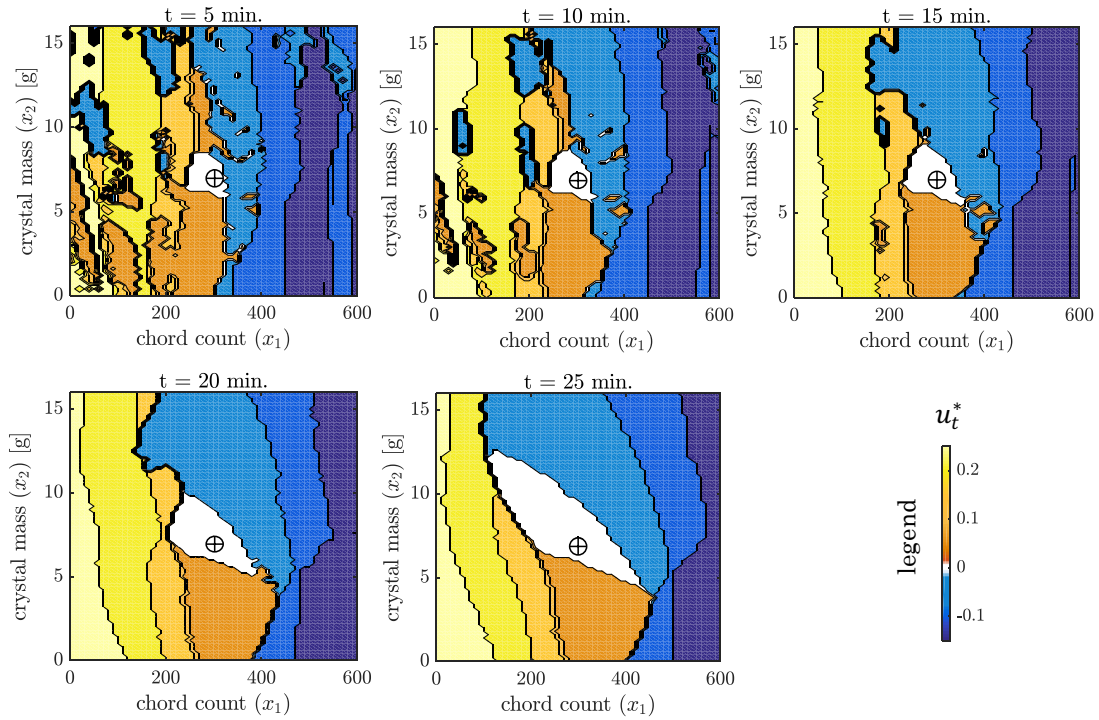 t = 5 min.
t = 10 min.
t = 15 min.
crystal mass (x₂) [g]
15
10
5
0
0
200
400
600
chord count (x₁)
crystal mass (x₂) [g]
15
10
5
0
0
200
400
600
chord count (x₁)
crystal mass (x₂) [g]
15
10
5
0
0
200
400
600
chord count (x₁)
t = 20 min.
t = 25 min.
crystal mass (x₂) [g]
15
10
5
0
0
200
400
600
chord count (x₁)
crystal mass (x₂) [g]
15
10
5
0
0
200
400
600
chord count (x₁)
u*ₜ
legend
0.2
0.1
0
-0.1